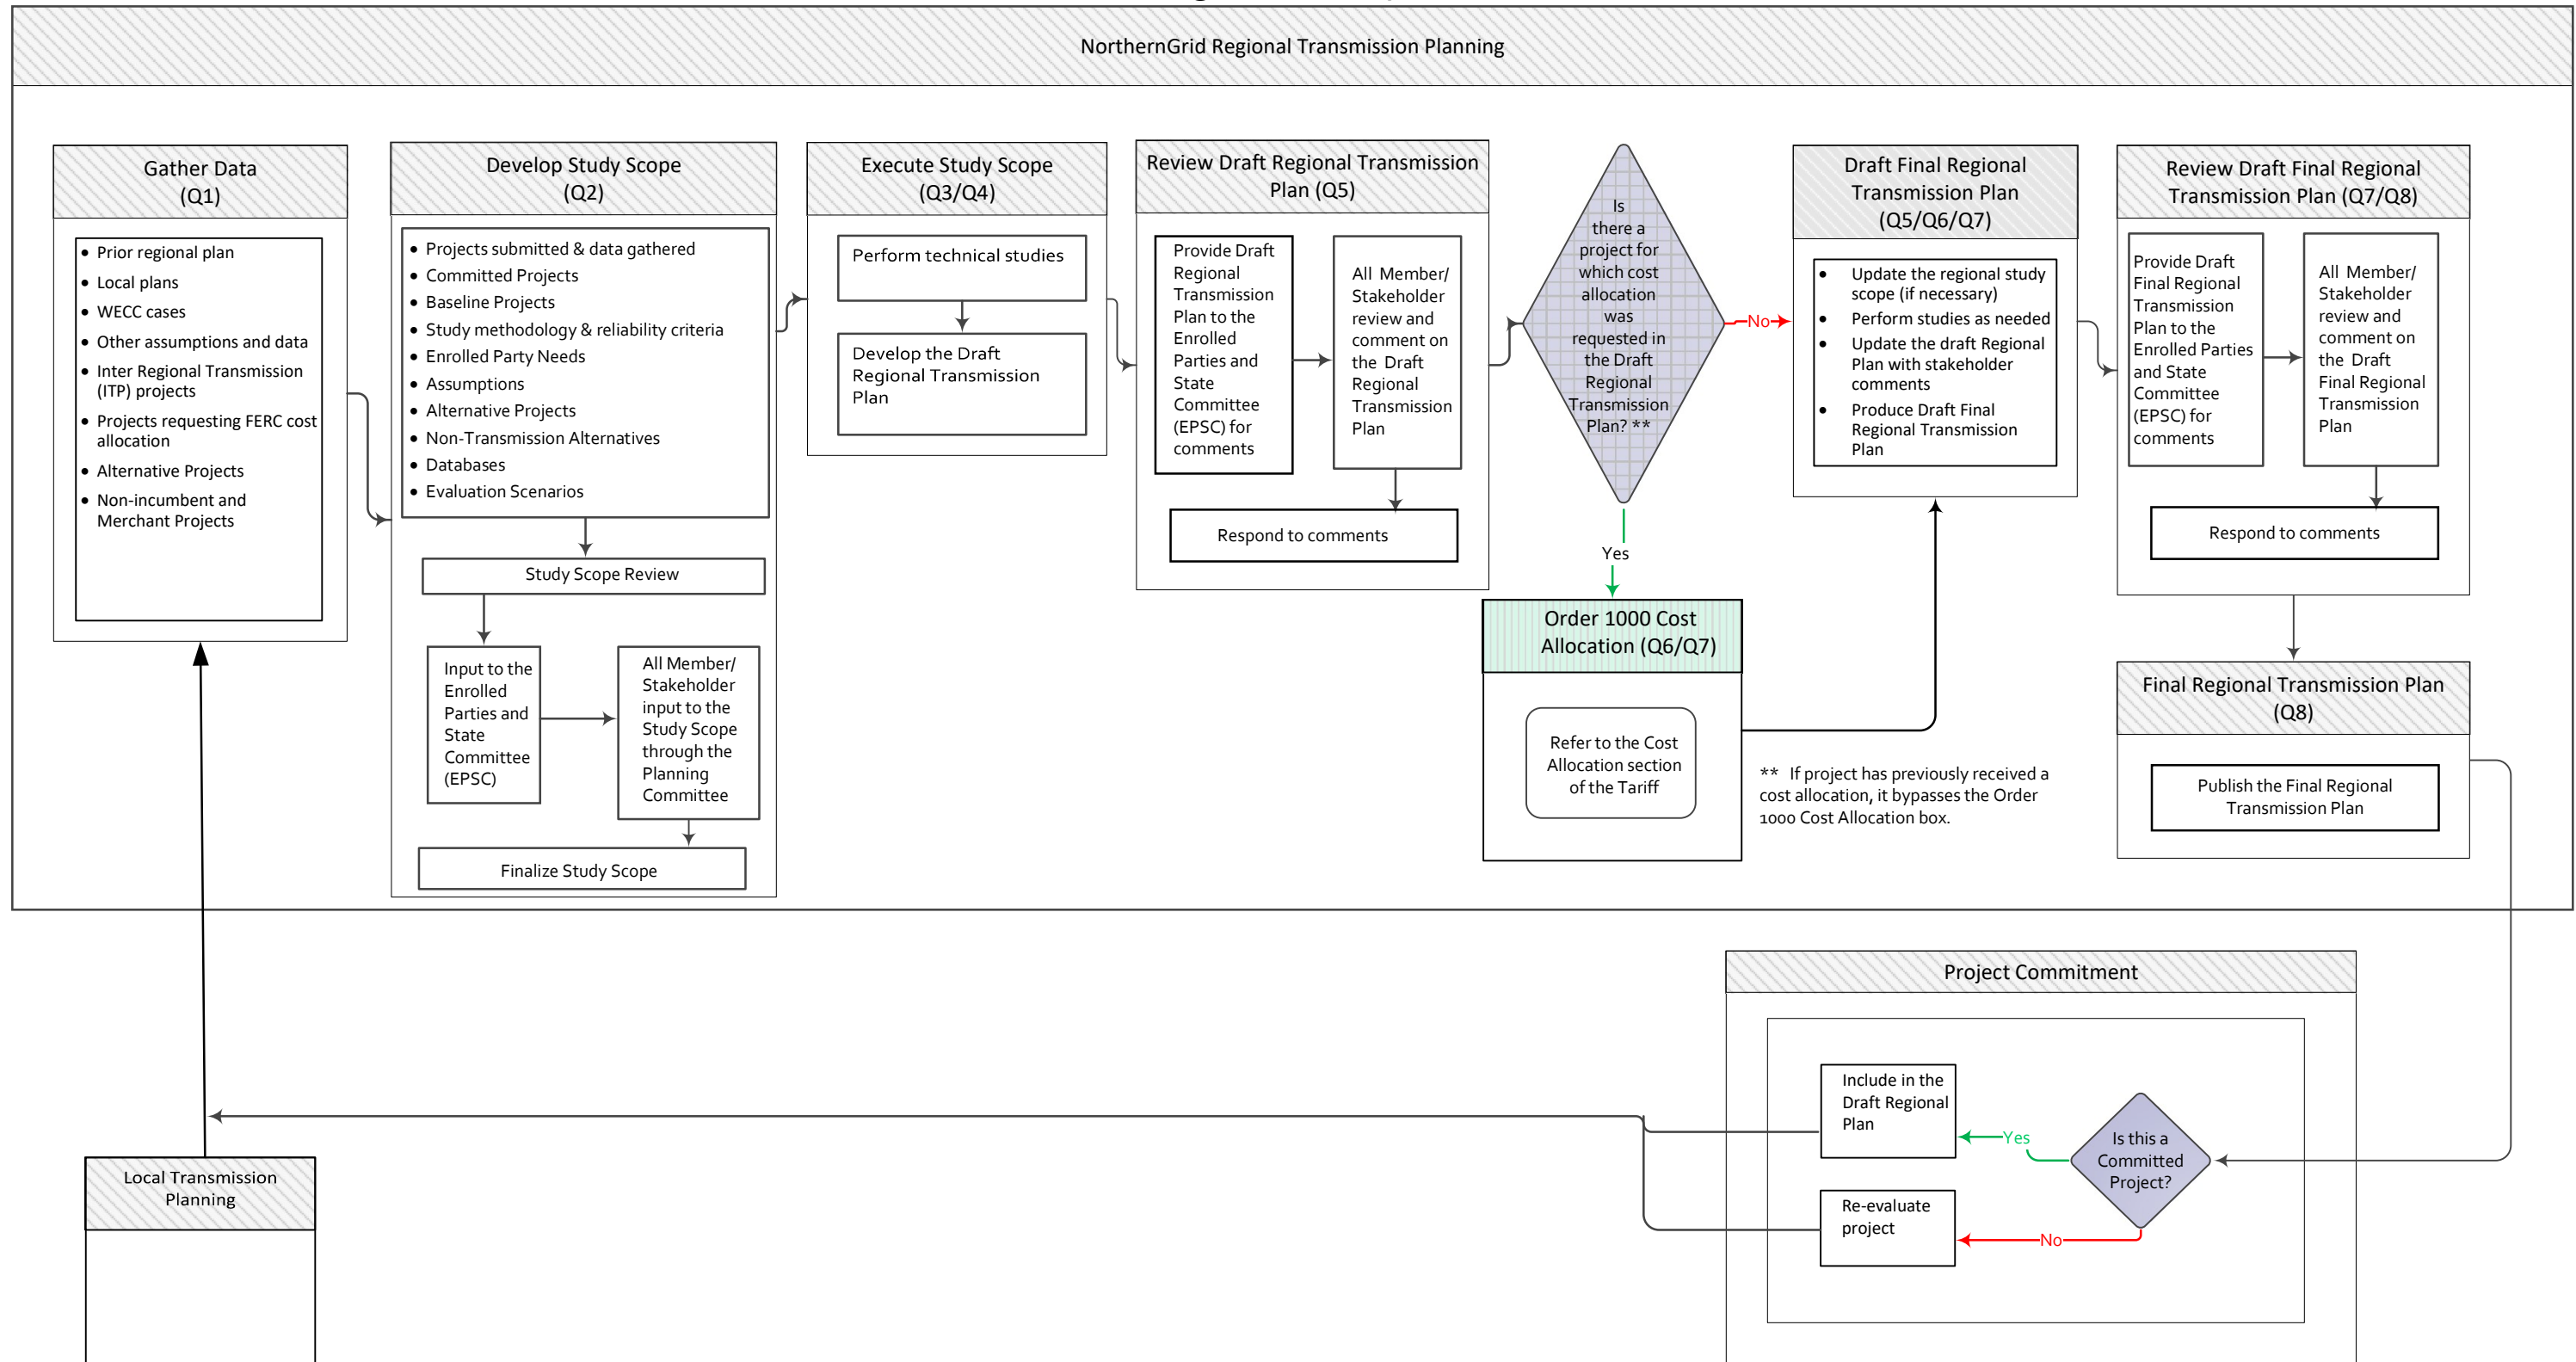 NorthernGrid Regional Transmission Planning
Gather Data
(Q1)
• Prior regional plan
• Local plans
• WECC cases
• Other assumptions and data
• Inter Regional Transmission
(ITP) projects
• Projects requesting FERC cost
allocation
• Alternative Projects
• Non-incumbent and
Merchant Projects
Develop Study Scope
(Q2)
• Projects submitted & data gathered
• Committed Projects
• Baseline Projects
• Study methodology & reliability criteria
• Enrolled Party Needs
• Assumptions
• Alternative Projects
• Non-Transmission Alternatives
• Databases
• Evaluation Scenarios
Study Scope Review
Input to the
Enrolled
Parties and
State
Committee
(EPSC)
All Member/
Stakeholder
input to the
Study Scope
through the
Planning
Committee
Finalize Study Scope
Execute Study Scope
(Q3/Q4)
Perform technical studies
Develop the Draft
Regional Transmission
Plan
Review Draft Regional Transmission
Plan (Q5)
Provide Draft
Regional
Transmission
Plan to the
Enrolled
Parties and
State
Committee
(EPSC) for
comments
All Member/
Stakeholder
review and
comment on
the Draft
Regional
Transmission
Plan
Respond to comments
Is
there a
project for
which cost
allocation
was
requested in
the Draft
Regional
Transmission
Plan? **
No
Yes
Order 1000 Cost
Allocation (Q6/Q7)
Refer to the Cost
Allocation section
of the Tariff
** If project has previously received a
cost allocation, it bypasses the Order
1000 Cost Allocation box.
Draft Final Regional
Transmission Plan
(Q5/Q6/Q7)
• Update the regional study
scope (if necessary)
• Perform studies as needed
• Update the draft Regional
Plan with stakeholder
comments
• Produce Draft Final
Regional Transmission
Plan
Review Draft Final Regional
Transmission Plan (Q7/Q8)
Provide Draft
Final Regional
Transmission
Plan to the
Enrolled Parties
and State
Committee
(EPSC) for
comments
All Member/
Stakeholder
review and
comment on
the Draft
Final Regional
Transmission
Plan
Respond to comments
Final Regional Transmission Plan
(Q8)
Publish the Final Regional
Transmission Plan
Project Commitment
Include in the
Draft Regional
Plan
Yes
Is this a
Committed
Project?
Re-evaluate
project
No
Local Transmission
Planning